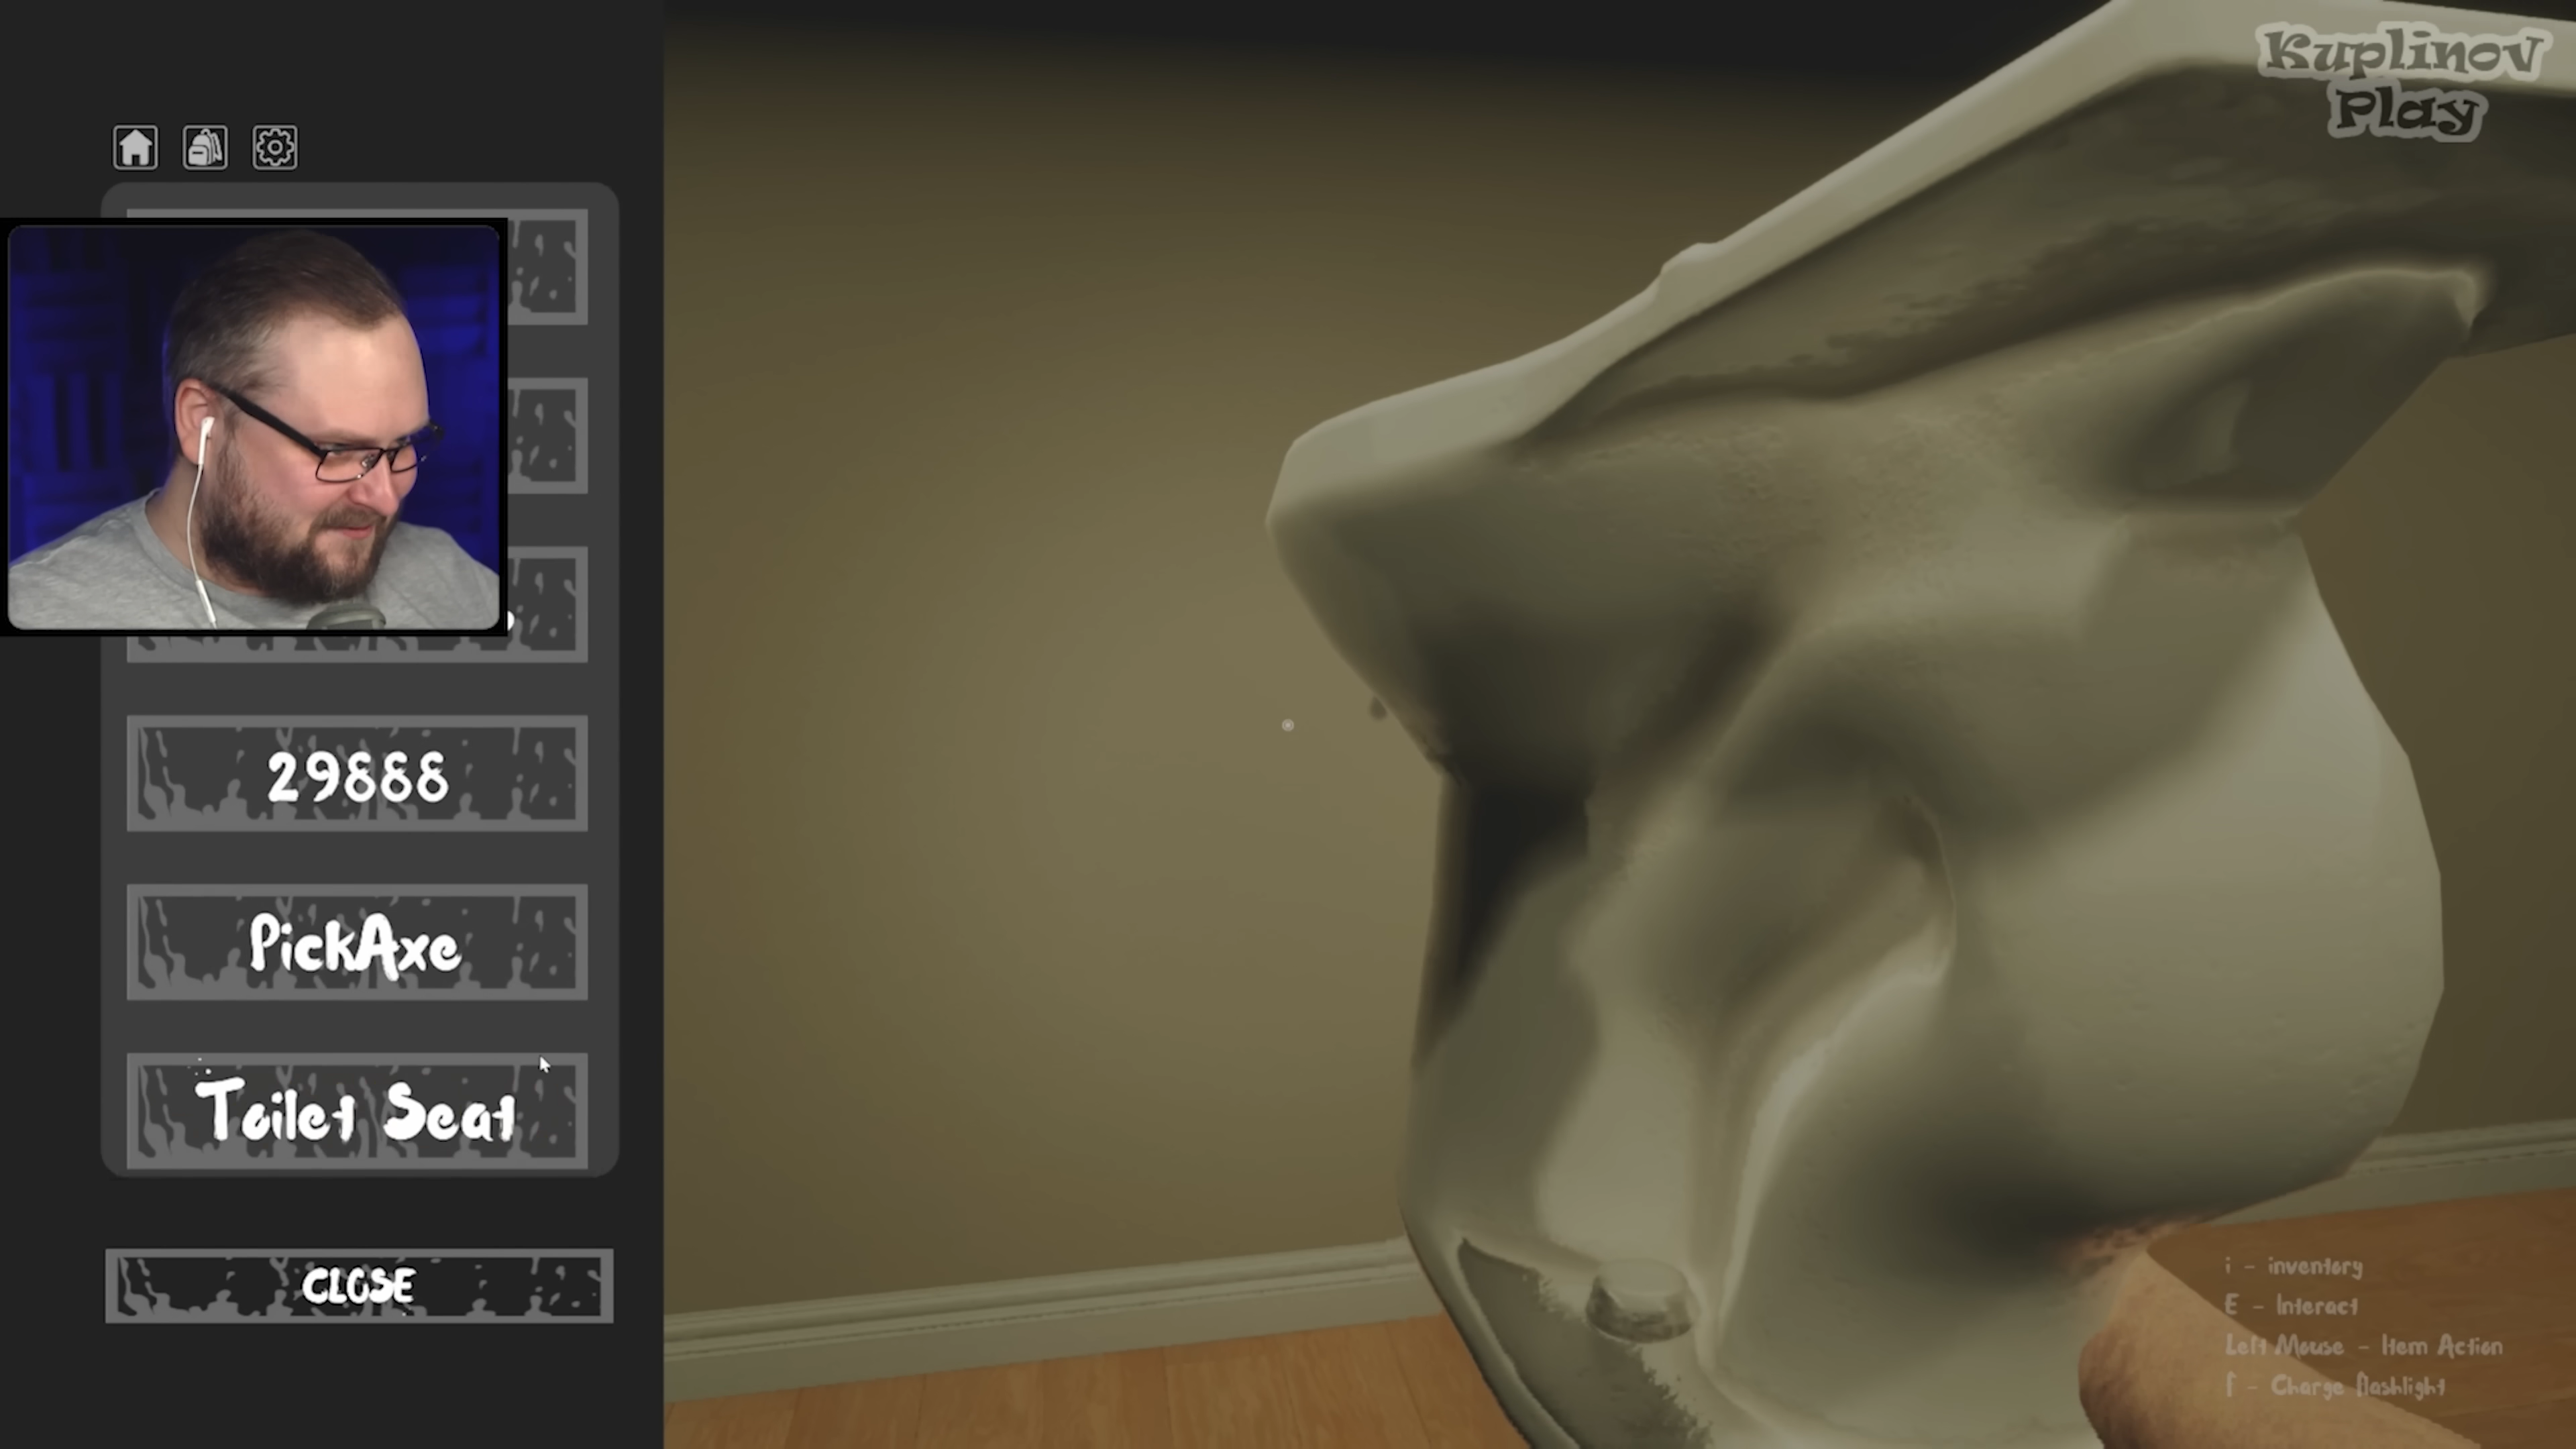 Kuplinov
Play
29888
PickAxe
Toilet Seat
CLOSE
i - inventory
E - Interact
Left Mouse - Item Action
f - Charge flashlight